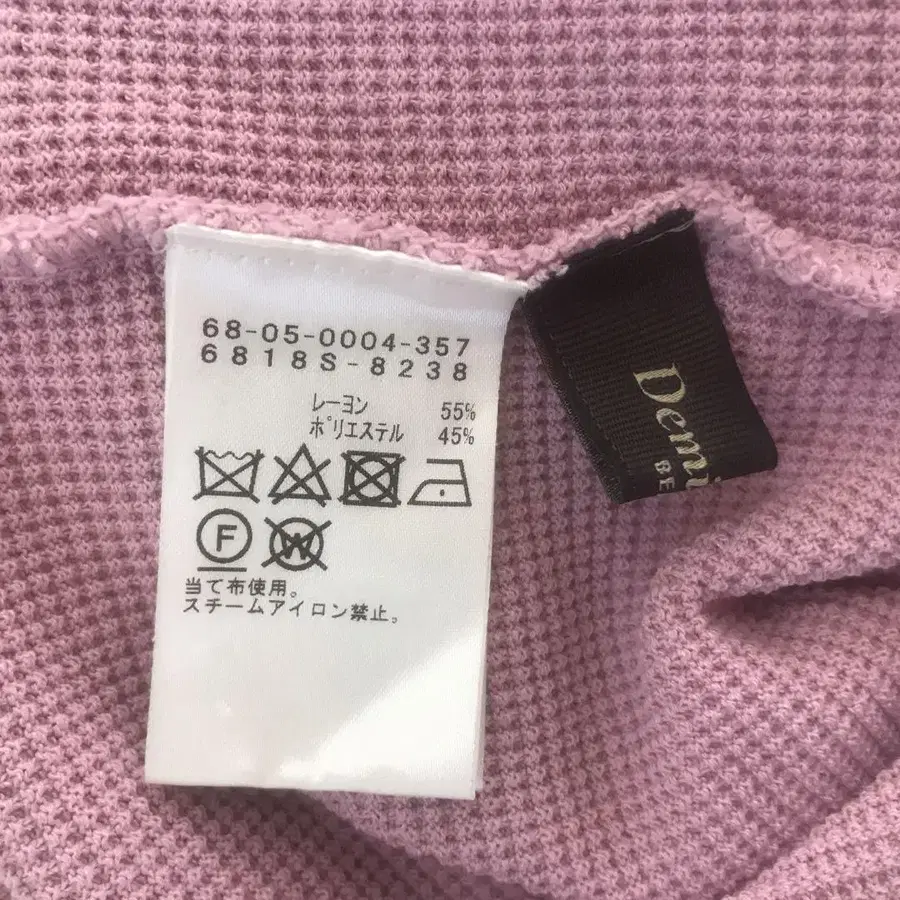 68-05-0004-357
6818S-8238
レーヨン 55%
ポリエステル 45%
F
W
当て布使用。
スチームアイロン禁止。
Demi
BE